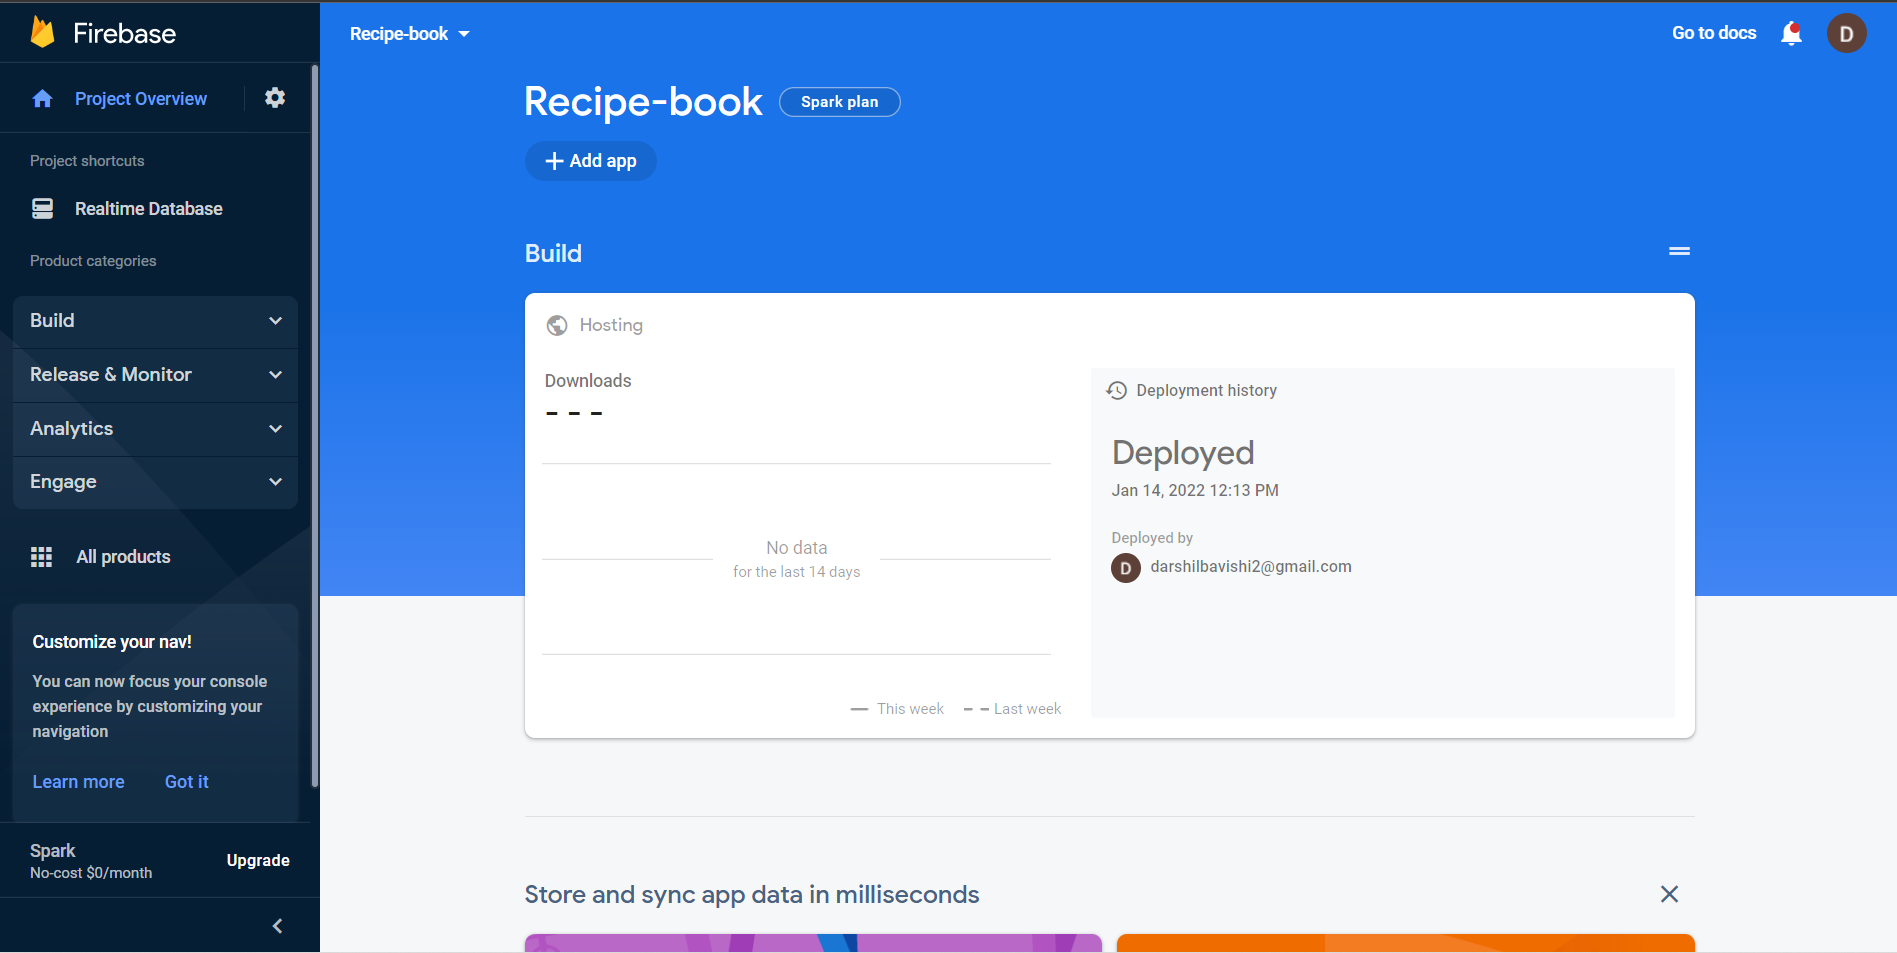 Firebase
Project Overview
Project shortcuts
Realtime Database
Product categories
Build
Release & Monitor
Analytics
Engage
All products
Customize your nav!
You can now focus your console
experience by customizing your
navigation
Learn more Got it
Spark
No-cost $0/month
Upgrade
Recipe-book
Go to docs
D
Recipe-book
Spark plan
+ Add app
Build
Hosting
Downloads
- - -
No data
for the last 14 days
This week Last week
Deployment history
Deployed
Jan 14, 2022 12:13 PM
Deployed by
D darshilbavishi2@gmail.com
Store and sync app data in milliseconds